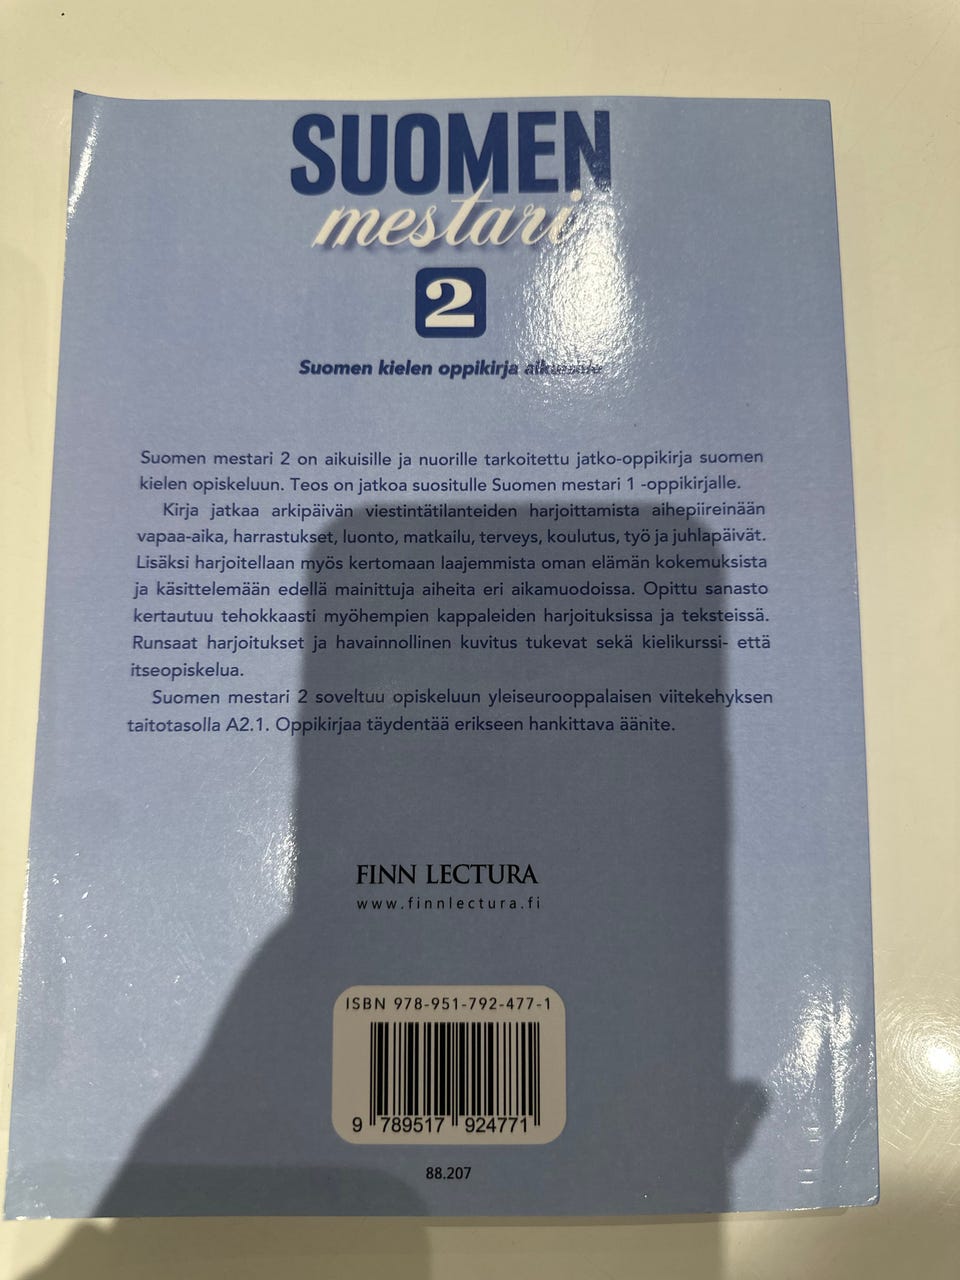 SUOMEN
mestari
2
Suomen kielen oppikirja aikuisille
Suomen mestari 2 on aikuisille ja nuorille tarkoitettu jatko-oppikirja suomen
kielen opiskeluun. Teos on jatkoa suositulle Suomen mestari 1 -oppikirjalle.
Kirja jatkaa arkipäivän viestintätilanteiden harjoittamista aihepiireinään
vapaa-aika, harrastukset, luonto, matkailu, terveys, koulutus, työ ja juhlapäivät.
Lisäksi harjoitellaan myös kertomaan laajemmista oman elämän kokemuksista
ja käsittelemään edellä mainittuja aiheita eri aikamuodoissa. Opittu sanasto
kertautuu tehokkaasti myöhempien kappaleiden harjoituksissa ja teksteissä.
Runsaat harjoitukset ja havainnollinen kuvitus tukevat sekä kielikurssi- että
itseopiskelua.
Suomen mestari 2 soveltuu opiskeluun yleiseurooppalaisen viitekehyksen
taitotasolla A2.1. Oppikirjaa täydentää erikseen hankittava äänite.
FINN LECTURA
www.finnlectura.fi
ISBN 978-951-792-477-1
9 789517 924771
88.207